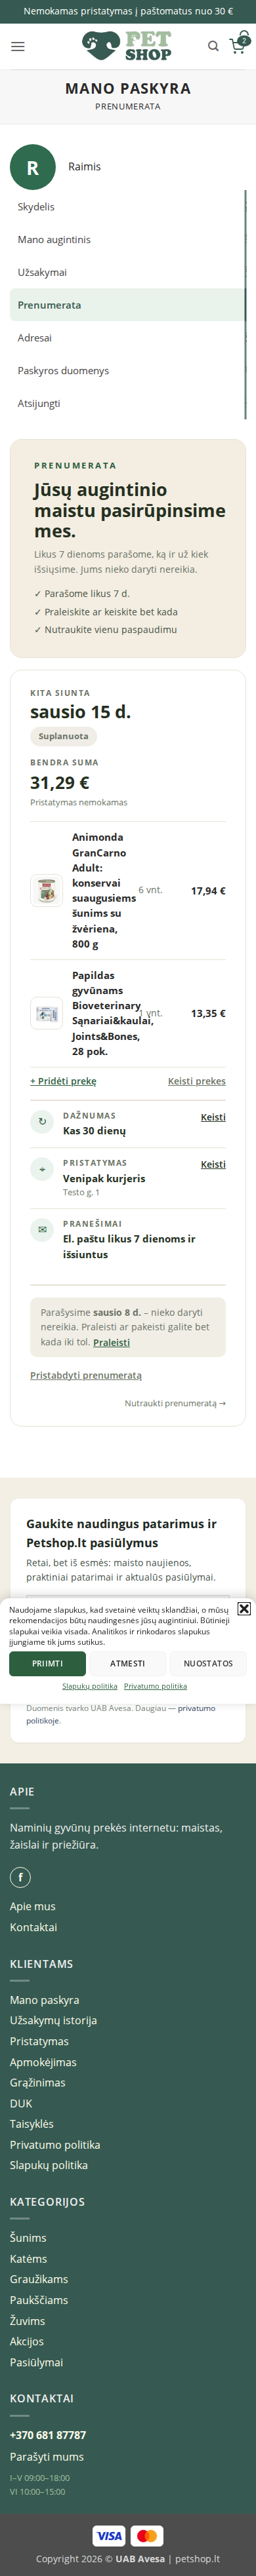 Nemokamas pristatymas į paštomatus nuo 30 €
PET SHOP
2
MANO PASKYRA
PRENUMERATA
R
Raimis
Skydelis
Mano augintinis
Užsakymai
Prenumerata
Adresai
Paskyros duomenys
Atsijungti
PRENUMERATA
Jūsų augintinio
maistu pasirūpinsime
mes.
Likus 7 dienoms parašome, ką ir už kiek
išsiųsime. Jums nieko daryti nereikia.
✓ Parašome likus 7 d.
✓ Praleiskite ar keiskite bet kada
✓ Nutraukite vienu paspaudimu
KITA SIUNTA
sausio 15 d.
Suplanuota
BENDRA SUMA
31,29 €
Pristatymas nemokamas
Animonda
GranCarno
Adult:
konservai
suaugusiems
šunims su
žvėriena,
800 g
6 vnt.
17,94 €
Papildas
gyvūnams
Bioveterinary
Sąnariai&kaulai,
Joints&Bones,
28 pok.
1 vnt.
13,35 €
+ Pridėti prekę
Keisti prekes
↻
DAŽNUMAS
Kas 30 dienų
Keisti
PRISTATYMAS
Venipak kurjeris
Testo g. 1
Keisti
✉
PRANEŠIMAI
El. paštu likus 7 dienoms ir
išsiuntus
Parašysime sausio 8 d. – nieko daryti
nereikia. Praleisti ar pakeisti galite bet
kada iki tol. Praleisti
Pristabdyti prenumeratą
Nutraukti prenumeratą →
Gaukite naudingus patarimus ir
Petshop.lt pasiūlymus
Retai, bet iš esmės: maisto naujienos,
praktiniai patarimai ir aktualūs pasiūlymai.
Naudojame slapukus, kad svetainė veiktų sklandžiai, o mūsų
rekomendacijos būtų naudingesnės jūsų augintiniui. Būtinieji
slapukai veikia visada. Analitikos ir rinkodaros slapukus
įjungiame tik jums sutikus.
PRIIMTI
ATMESTI
NUOSTATOS
Slapukų politika
Privatumo politika
Duomenis tvarko UAB Avesa. Daugiau — privatumo
politikoje.
APIE
Naminių gyvūnų prekės internetu: maistas,
žaislai ir priežiūra.
f
Apie mus
Kontaktai
KLIENTAMS
Mano paskyra
Užsakymų istorija
Pristatymas
Apmokėjimas
Grąžinimas
DUK
Taisyklės
Privatumo politika
Slapukų politika
KATEGORIJOS
Šunims
Katėms
Graužikams
Paukščiams
Žuvims
Akcijos
Pasiūlymai
KONTAKTAI
+370 681 87787
Parašyti mums
I–V 09:00–18:00
VI 10:00–15:00
VISA
mastercard
Copyright 2026 © UAB Avesa | petshop.lt